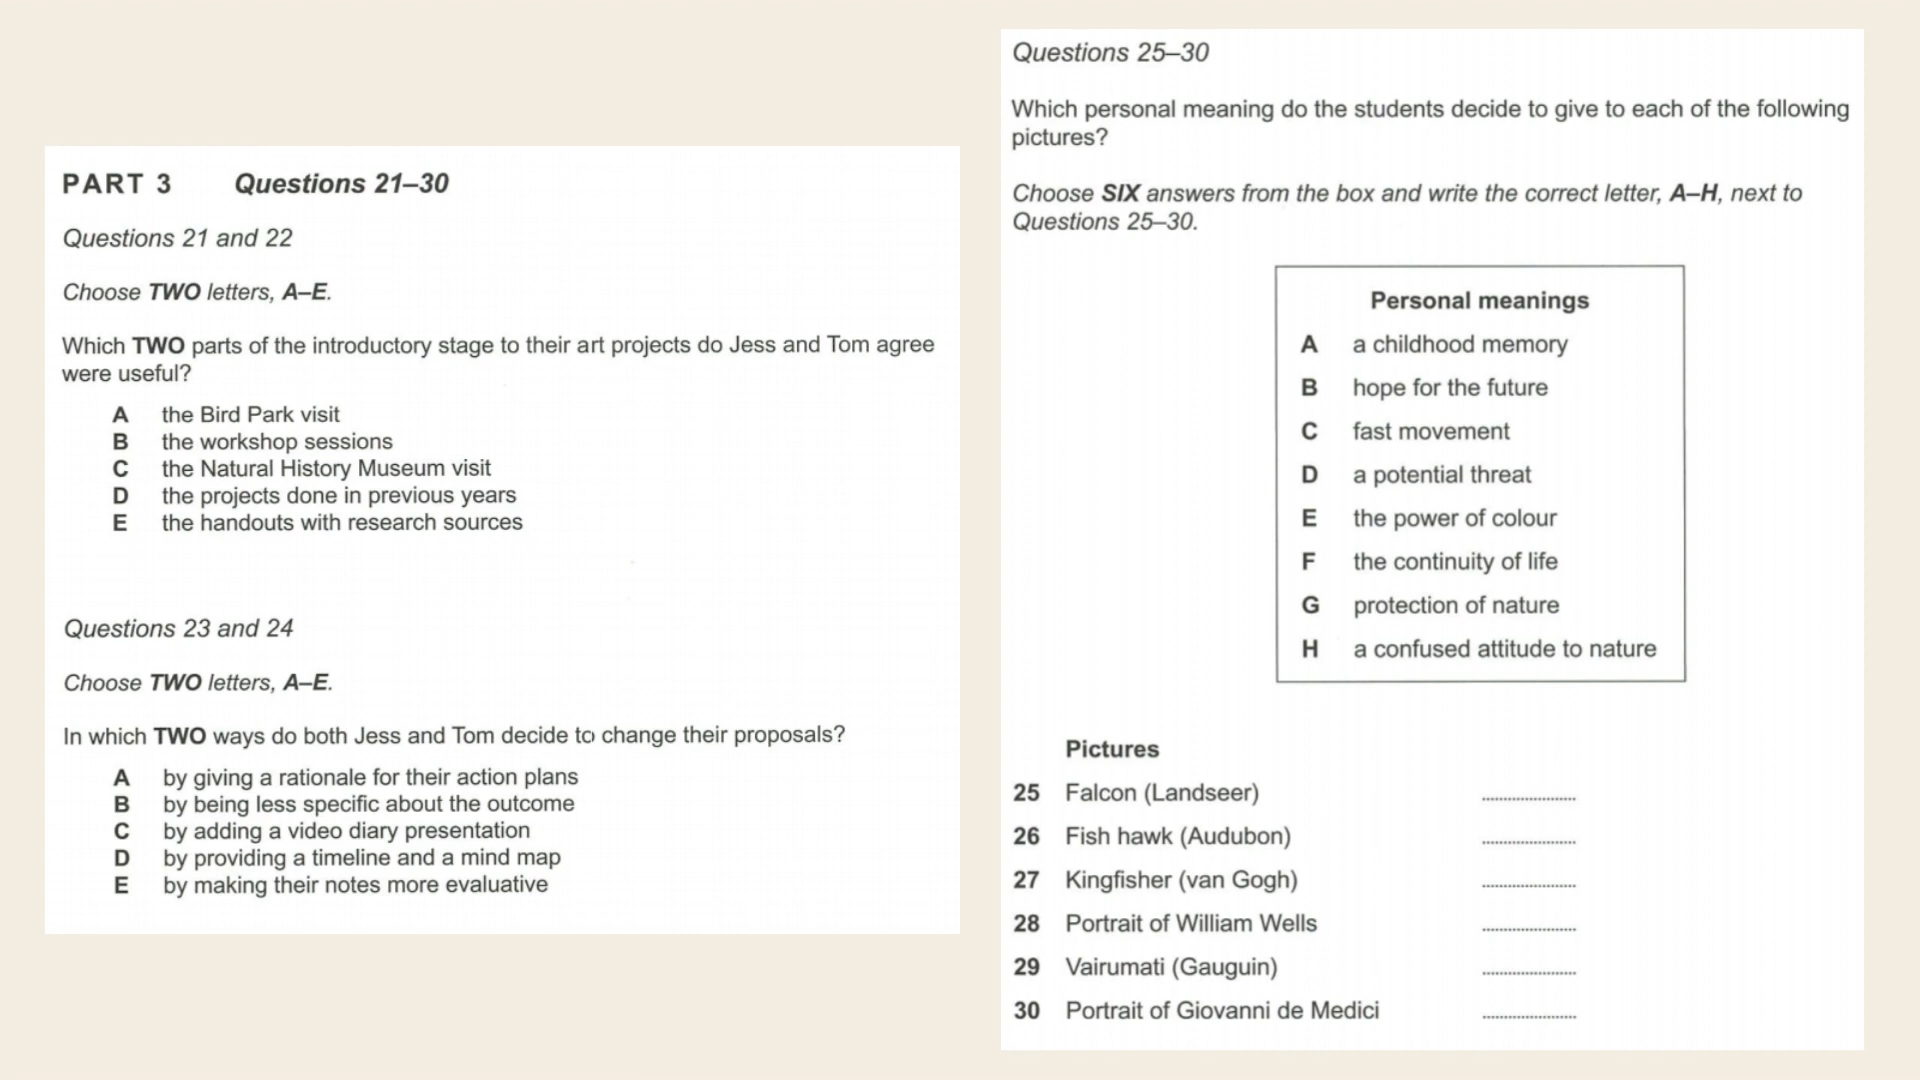 PART 3 Questions 21–30
Questions 21 and 22
Choose TWO letters, A–E.
Which TWO parts of the introductory stage to their art projects do Jess and Tom agree
were useful?
A the Bird Park visit
B the workshop sessions
C the Natural History Museum visit
D the projects done in previous years
E the handouts with research sources
Questions 23 and 24
Choose TWO letters, A–E.
In which TWO ways do both Jess and Tom decide to change their proposals?
A by giving a rationale for their action plans
B by being less specific about the outcome
C by adding a video diary presentation
D by providing a timeline and a mind map
E by making their notes more evaluative
Questions 25–30
Which personal meaning do the students decide to give to each of the following
pictures?
Choose SIX answers from the box and write the correct letter, A–H, next to
Questions 25–30.
Personal meanings
A a childhood memory
B hope for the future
C fast movement
D a potential threat
E the power of colour
F the continuity of life
G protection of nature
H a confused attitude to nature
Pictures
25 Falcon (Landseer) ......................
26 Fish hawk (Audubon) ......................
27 Kingfisher (van Gogh) ......................
28 Portrait of William Wells ......................
29 Vairumati (Gauguin) ......................
30 Portrait of Giovanni de Medici ......................